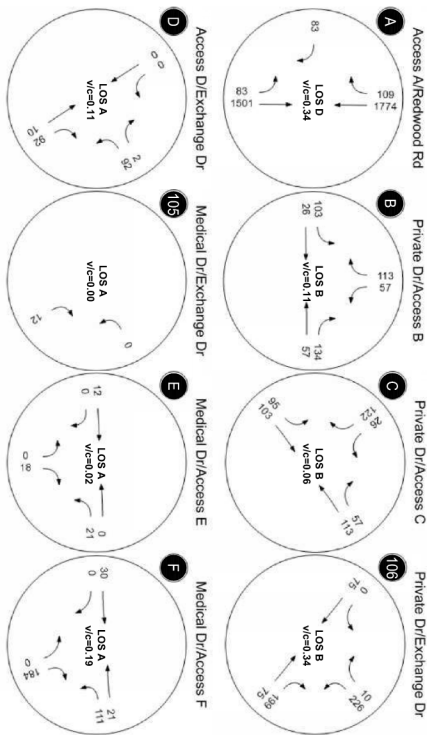 A
Access A/Redwood Rd
LOS D
v/c=0.34
83
109
1774
83
1501
B
Private Dr/Access B
LOS B
v/c=0.11
103
26
113
57
134
57
C
Private Dr/Access C
LOS B
v/c=0.06
95
103
26
12
57
113
106
Private Dr/Exchange Dr
LOS B
v/c=0.34
0
75
10
226
199
75
D
Access D/Exchange Dr
LOS A
v/c=0.11
0
0
92
10
2
92
105
Medical Dr/Exchange Dr
LOS A
v/c=0.00
12
0
E
Medical Dr/Access E
LOS A
v/c=0.02
12
0
0
18
0
21
F
Medical Dr/Access F
LOS A
v/c=0.19
30
0
0
184
21
111